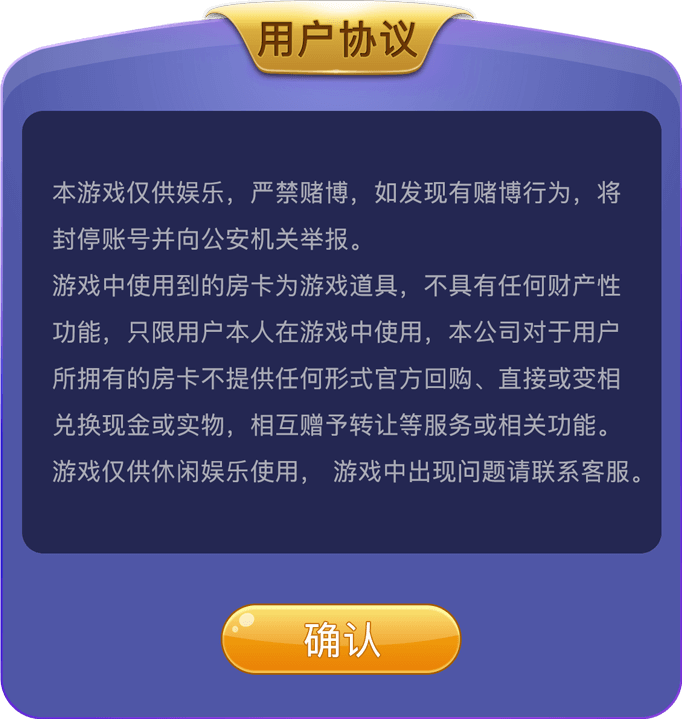 用户协议
本游戏仅供娱乐，严禁赌博，如发现有赌博行为，将
封停账号并向公安机关举报。
游戏中使用到的房卡为游戏道具，不具有任何财产性
功能，只限用户本人在游戏中使用，本公司对于用户
所拥有的房卡不提供任何形式官方回购、直接或变相
兑换现金或实物，相互赠予转让等服务或相关功能。
游戏仅供休闲娱乐使用， 游戏中出现问题请联系客服。
确认